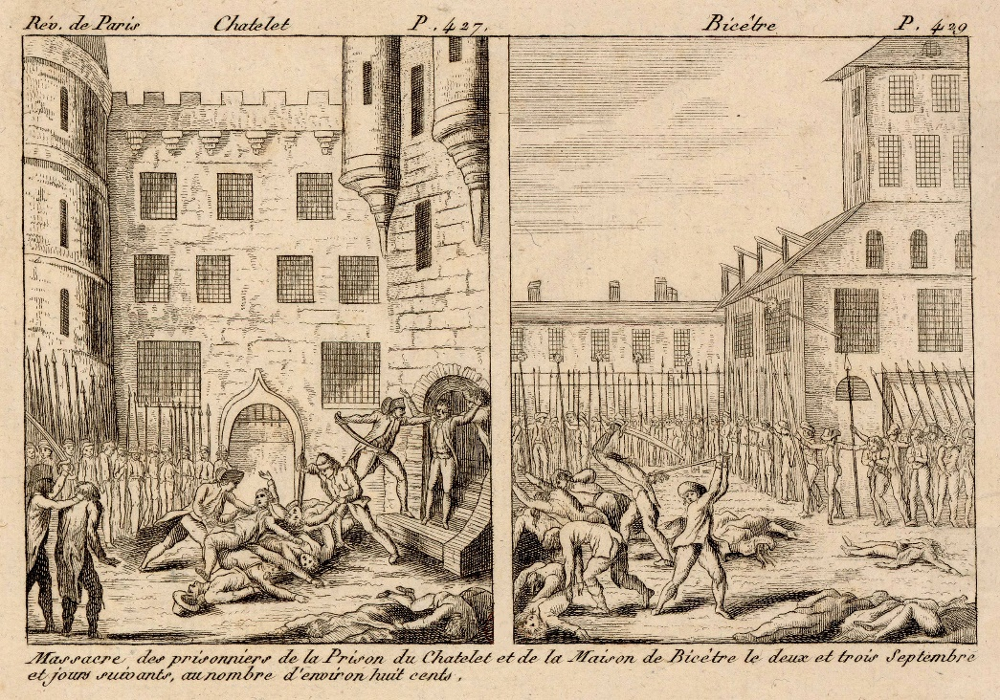 Rév. de Paris Chatelet P. 427. Bicêtre P. 429
Massacre des prisonniers de la Prison du Chatelet et de la Maison de Bicêtre le deux et trois Septembre
et jours suivants, au nombre d'environ huit cents.